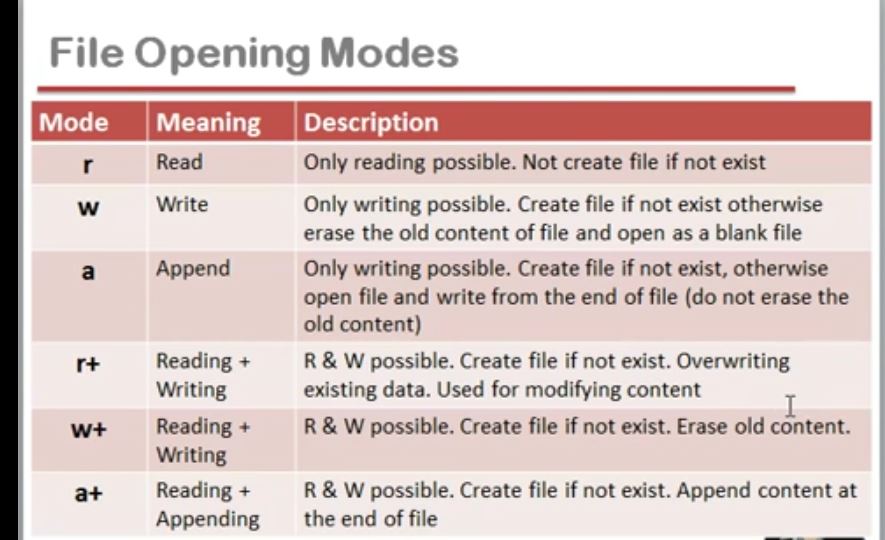 File Opening Modes
Mode Meaning Description
r Read Only reading possible. Not create file if not exist
w Write Only writing possible. Create file if not exist otherwise
erase the old content of file and open as a blank file
a Append Only writing possible. Create file if not exist, otherwise
open file and write from the end of file (do not erase the
old content)
r+ Reading + R & W possible. Create file if not exist. Overwriting
Writing existing data. Used for modifying content
w+ Reading + R & W possible. Create file if not exist. Erase old content.
Writing
a+ Reading + R & W possible. Create file if not exist. Append content at
Appending the end of file